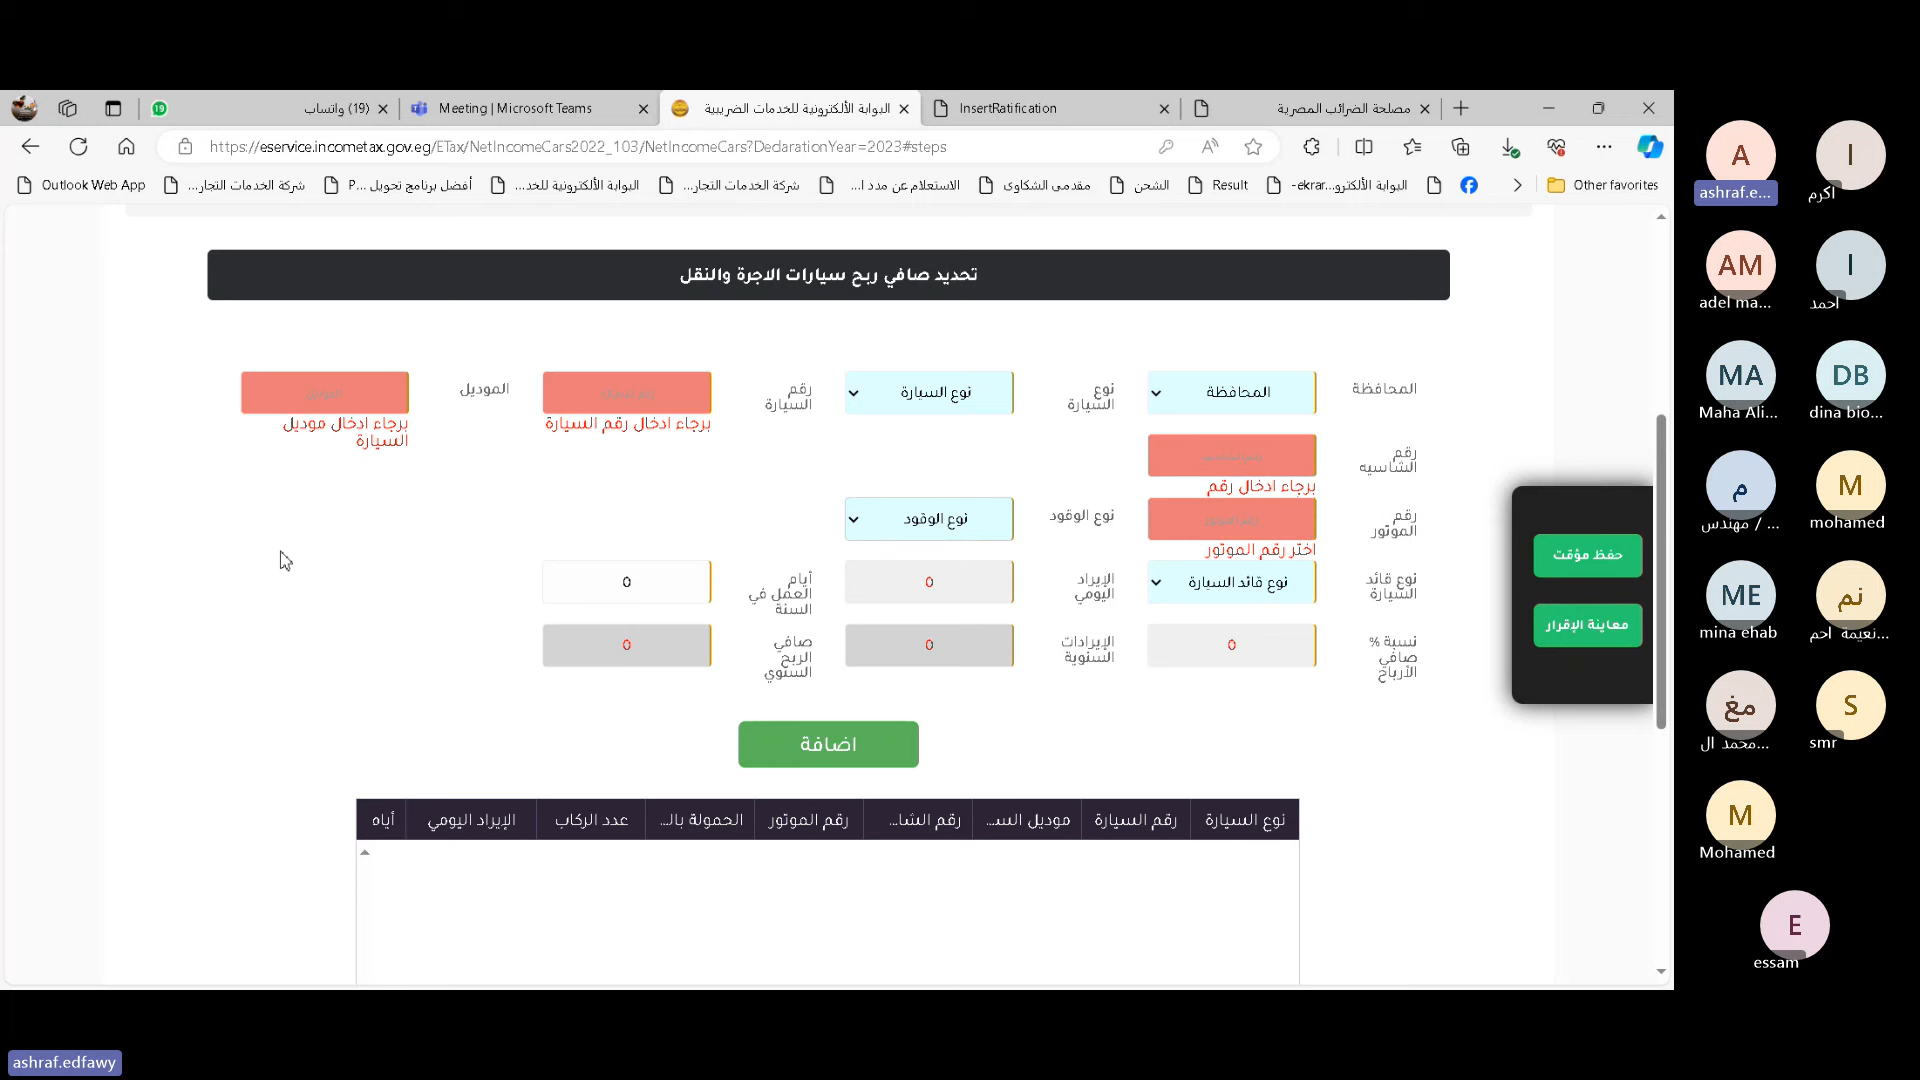 (19) واتساب
Meeting | Microsoft Teams
البوابة الألكترونية للخدمات الضريبية
InsertRatification
مصلحة الضرائب المصرية
https://eservice.incometax.gov.eg/ETax/NetIncomeCars2022_103/NetIncomeCars?DeclarationYear=2023#steps
Outlook Web App
شركة الخدمات التجار...
أفضل برنامج تحويل P...
البوابة الألكترونية للخد...
شركة الخدمات التجار...
الاستعلام عن مدد ا...
مقدمى الشكاوى
الشحن
Result
البوابة الألكترو...ekrar-
Other favorites
تحديد صافي ربح سيارات الاجرة والنقل
المحافظة
المحافظة
نوع السيارة
نوع السيارة
رقم السيارة
برجاء ادخال رقم السيارة
الموديل
الموديل
برجاء ادخال موديل السيارة
رقم الشاسيه
برجاء ادخال رقم
رقم الموتور
رقم الموتور
اختر رقم الموتور
نوع الوقود
نوع الوقود
نوع قائد السيارة
نوع قائد السيارة
الإيراد اليومي
0
أيام العمل في السنة
0
نسبة % صافي الأرباح
0
الإيرادات السنوية
0
صافي الربح السنوي
0
حفظ مؤقت
معاينة الإقرار
اضافة
نوع السيارة
رقم السيارة
موديل الس...
رقم الشا...
رقم الموتور
الحمولة بال...
عدد الركاب
الإيراد اليومي
أيام
A
ashraf.e...
I
اكرم
AM
adel ma...
I
احمد
MA
Maha Ali...
DB
dina bio...
م
مهندس / ...
M
mohamed
ME
mina ehab
نم
نعيمة احم...
مغ
محمد ال...
S
smr
M
Mohamed
E
essam
ashraf.edfawy